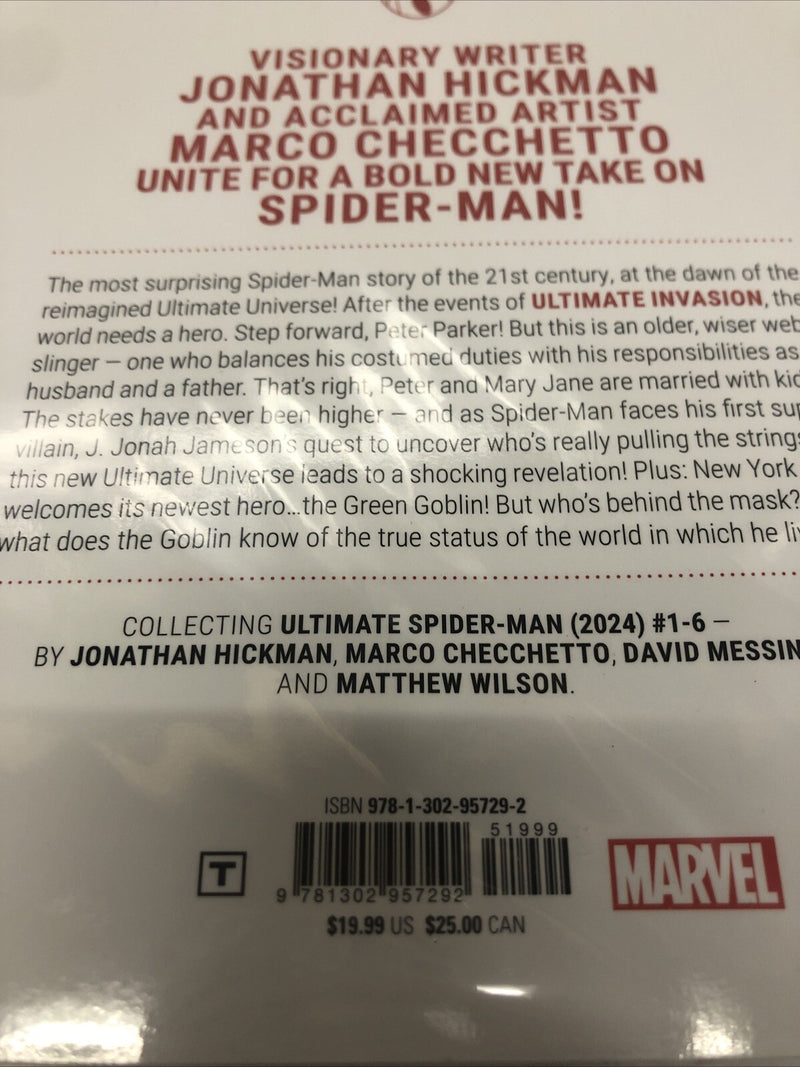 VISIONARY WRITER
JONATHAN HICKMAN
AND ACCLAIMED ARTIST
MARCO CHECCHETTO
UNITE FOR A BOLD NEW TAKE ON
SPIDER-MAN!
The most surprising Spider-Man story of the 21st century, at the dawn of the
reimagined Ultimate Universe! After the events of ULTIMATE INVASION, the
world needs a hero. Step forward, Peter Parker! But this is an older, wiser web
slinger — one who balances his costumed duties with his responsibilities as
husband and a father. That's right, Peter and Mary Jane are married with kid
The stakes have never been higher — and as Spider-Man faces his first sup
villain, J. Jonah Jameson's quest to uncover who's really pulling the strings
this new Ultimate Universe leads to a shocking revelation! Plus: New York
welcomes its newest hero...the Green Goblin! But who's behind the mask?
what does the Goblin know of the true status of the world in which he liv
COLLECTING ULTIMATE SPIDER-MAN (2024) #1-6 —
BY JONATHAN HICKMAN, MARCO CHECCHETTO, DAVID MESSIN
AND MATTHEW WILSON.
ISBN 978-1-302-95729-2
51999
T
9 781302 957292
MARVEL
$19.99 US $25.00 CAN